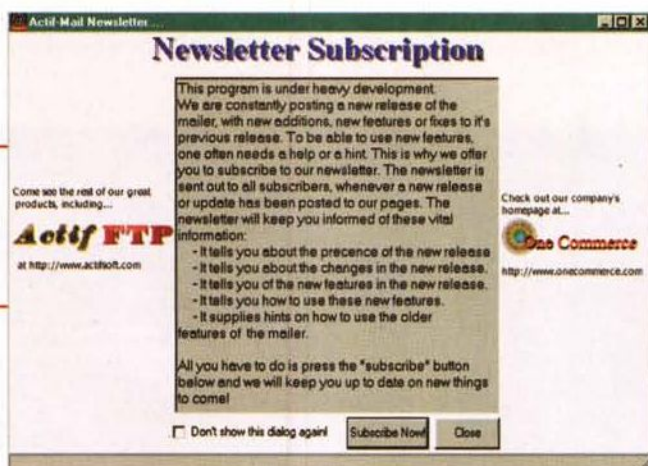 Actif-Mail Newsletter...
Newsletter Subscription
This program is under heavy development.
We are constantly posting a new release of the
mailer, with new additions, new features or fixes to it's
previous release. To be able to use new features,
one often needs a help or a hint. This is why we offer
you to subscribe to our newsletter. The newsletter is
sent out to all subscribers, whenever a new release
or update has been posted to our pages. The
newsletter will keep you informed of these vital
information:
- It tells you about the precence of the new release
- It tells you about the changes in the new release.
- It tells you of the new features in the new release.
- It tells you how to use these new features.
- It supplies hints on how to use the older
features of the mailer.
All you have to do is press the "subscribe" button
below and we will keep you up to date on new things
to come!
Come see the rest of our great
products, including...
Actif FTP
at http://www.actifsoft.com
Check out our company's
homepage at...
One Commerce
http://www.onecommerce.com
Don't show this dialog again!
Subscribe Now!
Close